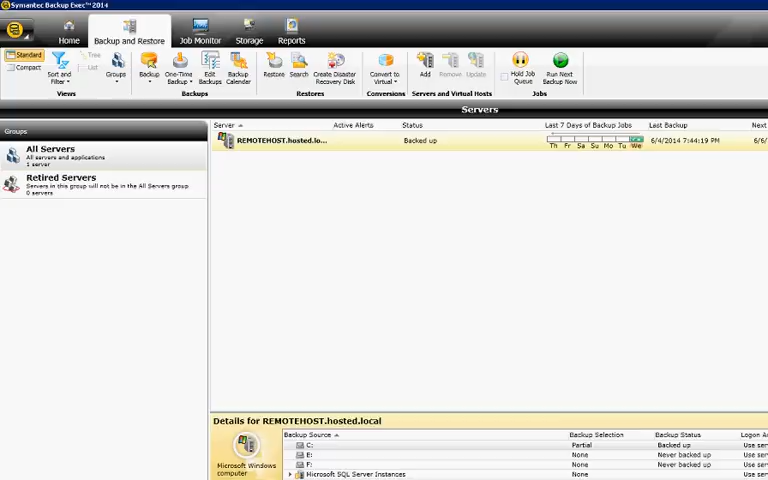 Symantec Backup Exec™ 2014
Home
Backup and Restore
Job Monitor
Storage
Reports
Standard
Compact
Sort and Filter
Tree
List
Groups
Views
Backup
One-Time Backup
Edit Backups
Backup Calendar
Backups
Restore
Search
Create Disaster Recovery Disk
Restores
Convert to Virtual
Conversions
Add
Remove
Update
Servers and Virtual Hosts
Hold Job Queue
Run Next Backup Now
Jobs
Servers
Groups
All Servers
All servers and applications
1 server
Retired Servers
Servers in this group will not be in the All Servers group
0 servers
Server Active Alerts Status Last 7 Days of Backup Jobs Last Backup Next
REMOTEHOST.hosted.lo... Backed up Th Fr Sa Su Mo Tu We 6/4/2014 7:44:19 PM 6/6/
Details for REMOTEHOST.hosted.local
Microsoft Windows computer
Backup Source Backup Selection Backup Status Logon A
C: Partial Backed up Use ser
E: None Never backed up Use ser
F: None Never backed up Use ser
Microsoft SQL Server Instances None Use ser